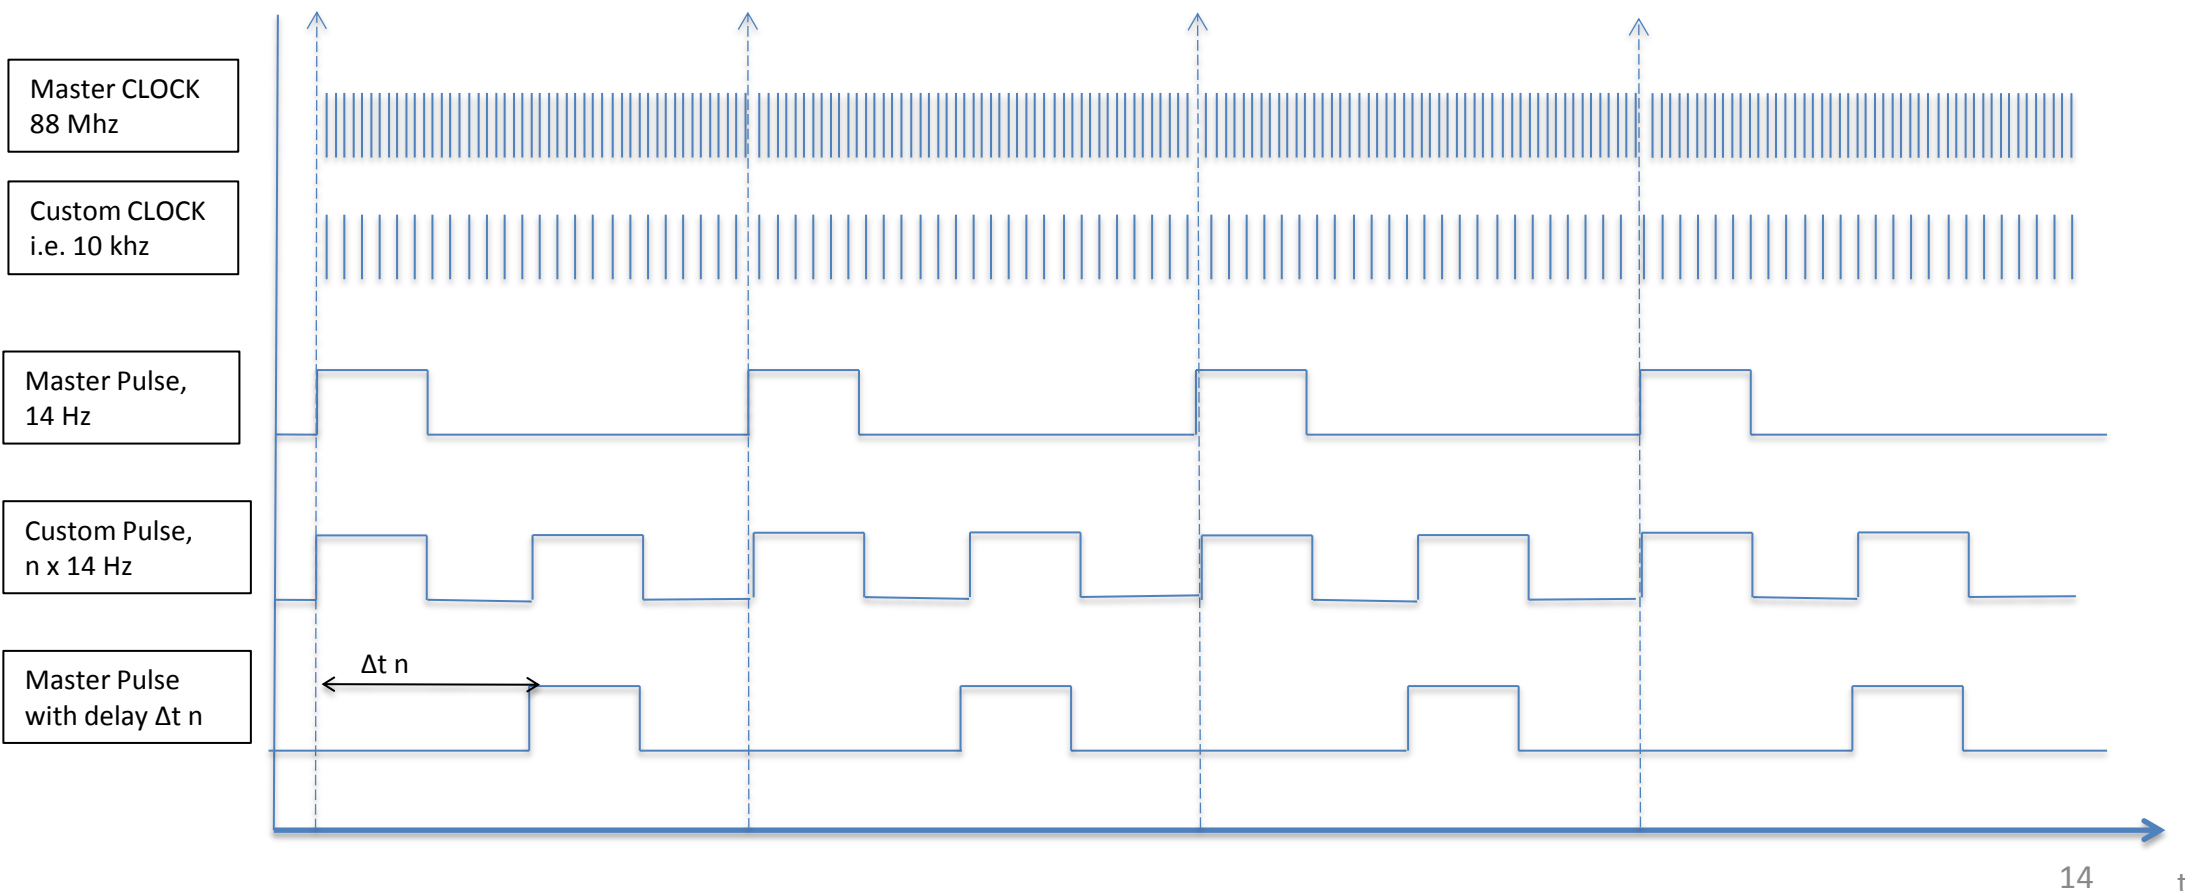 Master CLOCK
88 Mhz
Custom CLOCK
i.e. 10 khz
Master Pulse,
14 Hz
Custom Pulse,
n x 14 Hz
Δt n
Master Pulse
with delay Δt n
14
t